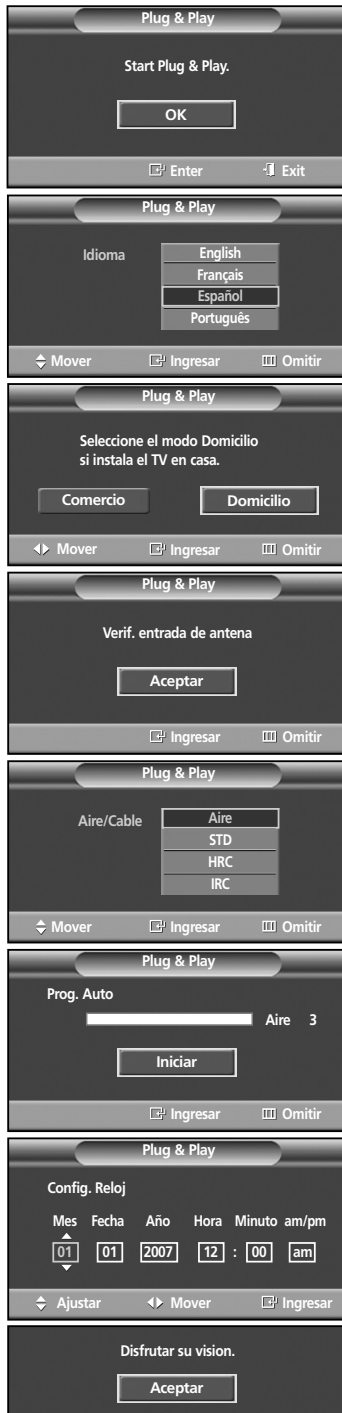 Plug & Play
Start Plug & Play.
OK
Enter Exit
Plug & Play
Idioma English
Français
Español
Português
Mover Ingresar Omitir
Plug & Play
Seleccione el modo Domicilio
si instala el TV en casa.
Comercio Domicilio
Mover Ingresar Omitir
Plug & Play
Verif. entrada de antena
Aceptar
Ingresar Omitir
Plug & Play
Aire/Cable Aire
STD
HRC
IRC
Mover Ingresar Omitir
Plug & Play
Prog. Auto
Aire 3
Iniciar
Ingresar Omitir
Plug & Play
Config. Reloj
Mes Fecha Año Hora Minuto am/pm
01 01 2007 12 : 00 am
Ajustar Mover Ingresar
Disfrutar su vision.
Aceptar